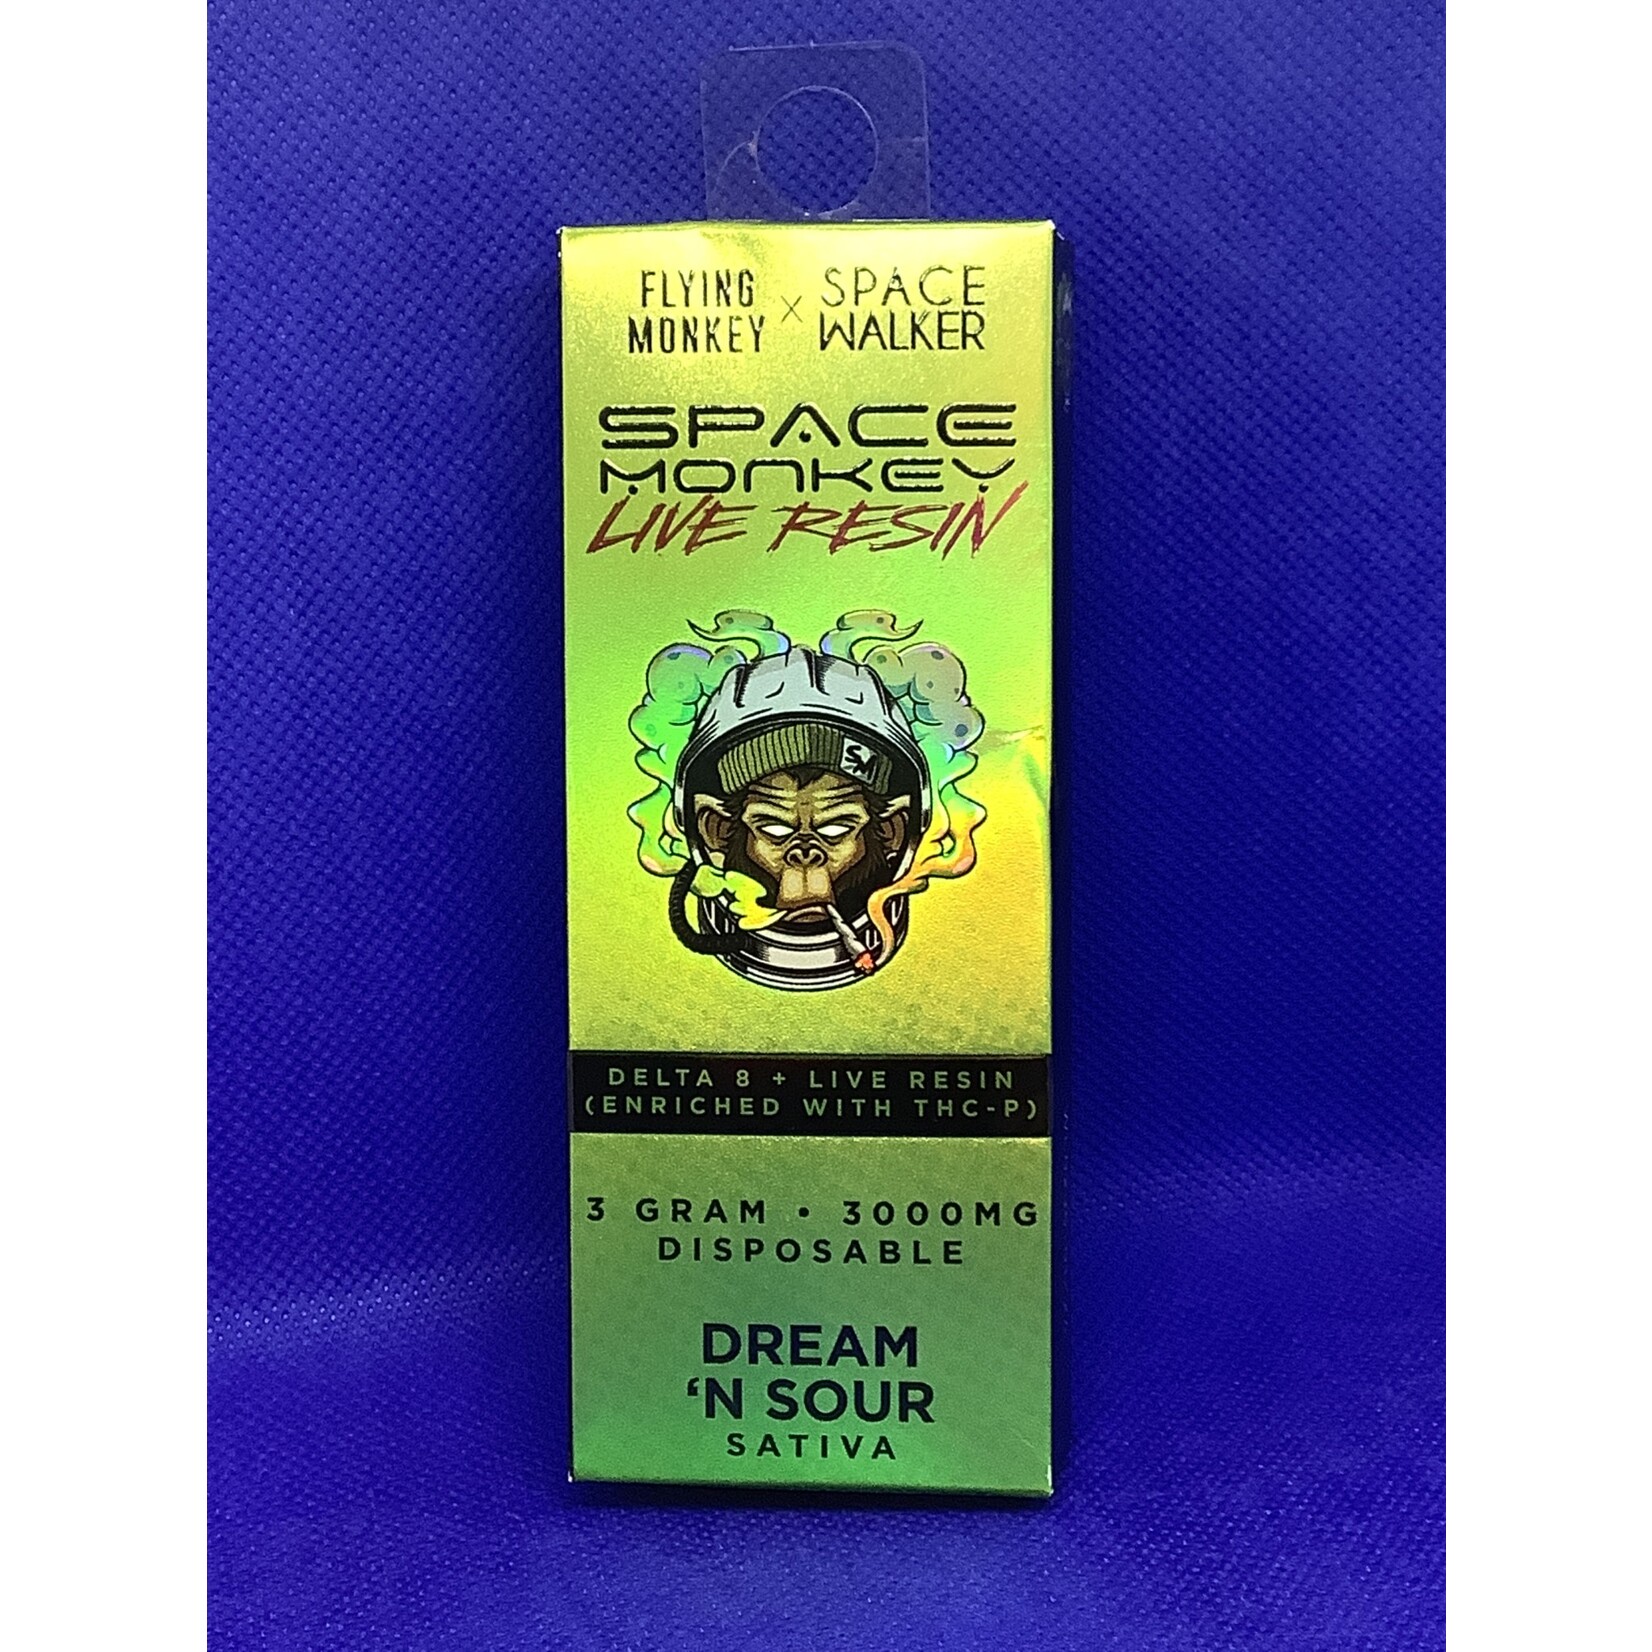 FLYING MONKEY × SPACE WALKER
SPACE
MONKEY
LIVE RESIN
SM
DELTA 8 + LIVE RESIN
(ENRICHED WITH THC-P)
3 GRAM • 3000MG
DISPOSABLE
DREAM
‘N SOUR
SATIVA